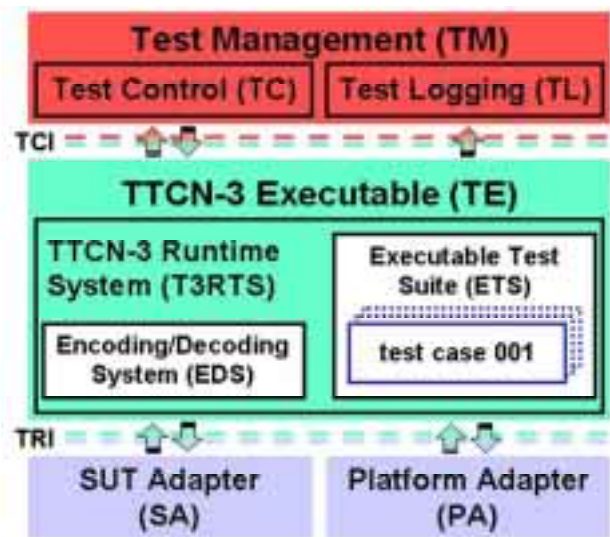 Test Management (TM)
Test Control (TC)
Test Logging (TL)
TCI
TTCN-3 Executable (TE)
TTCN-3 Runtime
System (T3RTS)
Encoding/Decoding
System (EDS)
Executable Test
Suite (ETS)
test case 001
TRI
SUT Adapter
(SA)
Platform Adapter
(PA)